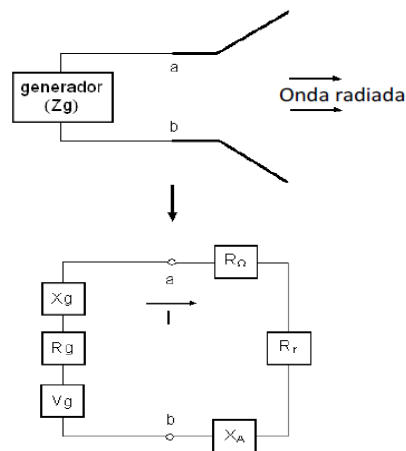 a
generador
(Zg)
Onda radiada
b
a
RΩ
Xg
I
Rg
Rr
Vg
b
XA